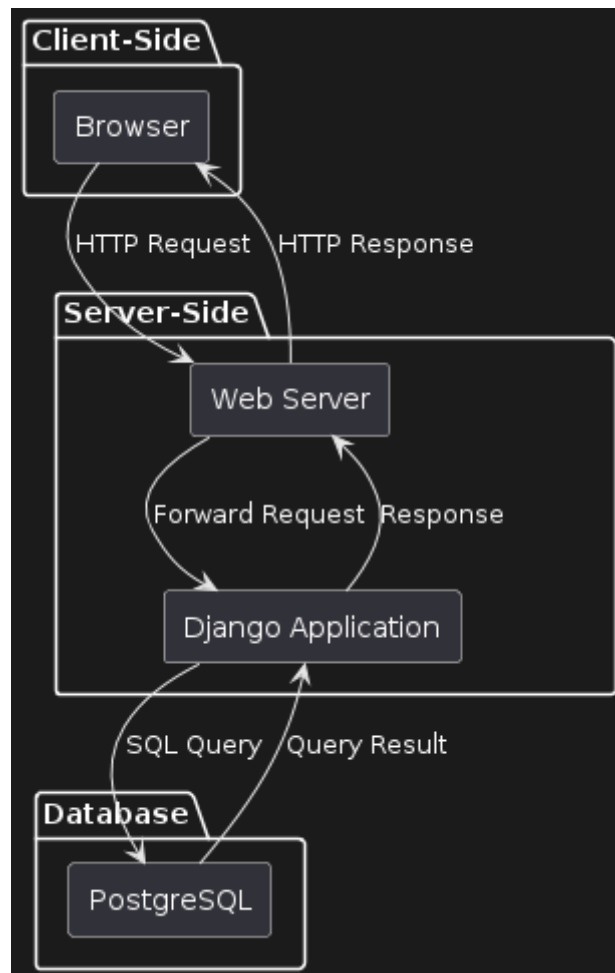 Client-Side
Browser
HTTP Request HTTP Response
Server-Side
Web Server
Forward Request Response
Django Application
SQL Query Query Result
Database
PostgreSQL